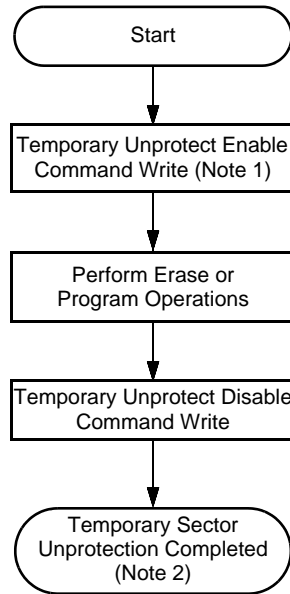 Start
Temporary Unprotect Enable
Command Write (Note 1)
Perform Erase or
Program Operations
Temporary Unprotect Disable
Command Write
Temporary Sector
Unprotection Completed
(Note 2)